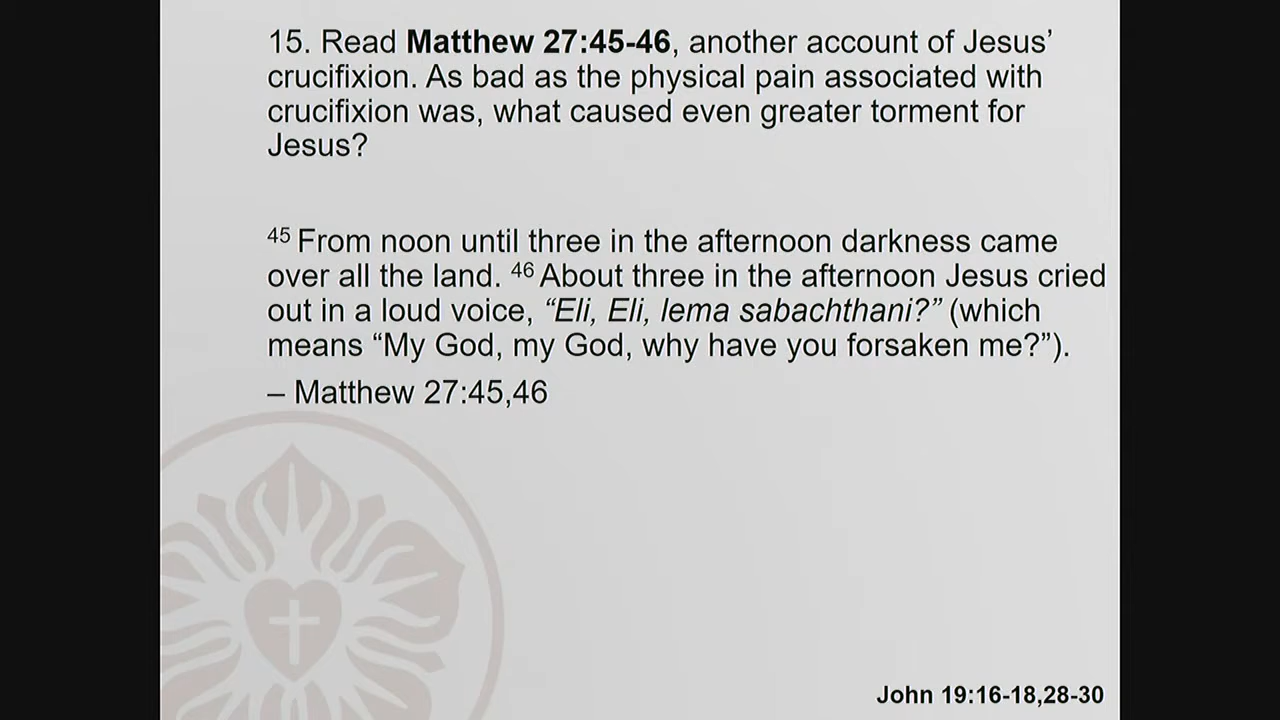 15. Read Matthew 27:45-46, another account of Jesus’
crucifixion. As bad as the physical pain associated with
crucifixion was, what caused even greater torment for
Jesus?
45 From noon until three in the afternoon darkness came
over all the land. 46 About three in the afternoon Jesus cried
out in a loud voice, “Eli, Eli, lema sabachthani?” (which
means “My God, my God, why have you forsaken me?”).
– Matthew 27:45,46
John 19:16-18,28-30